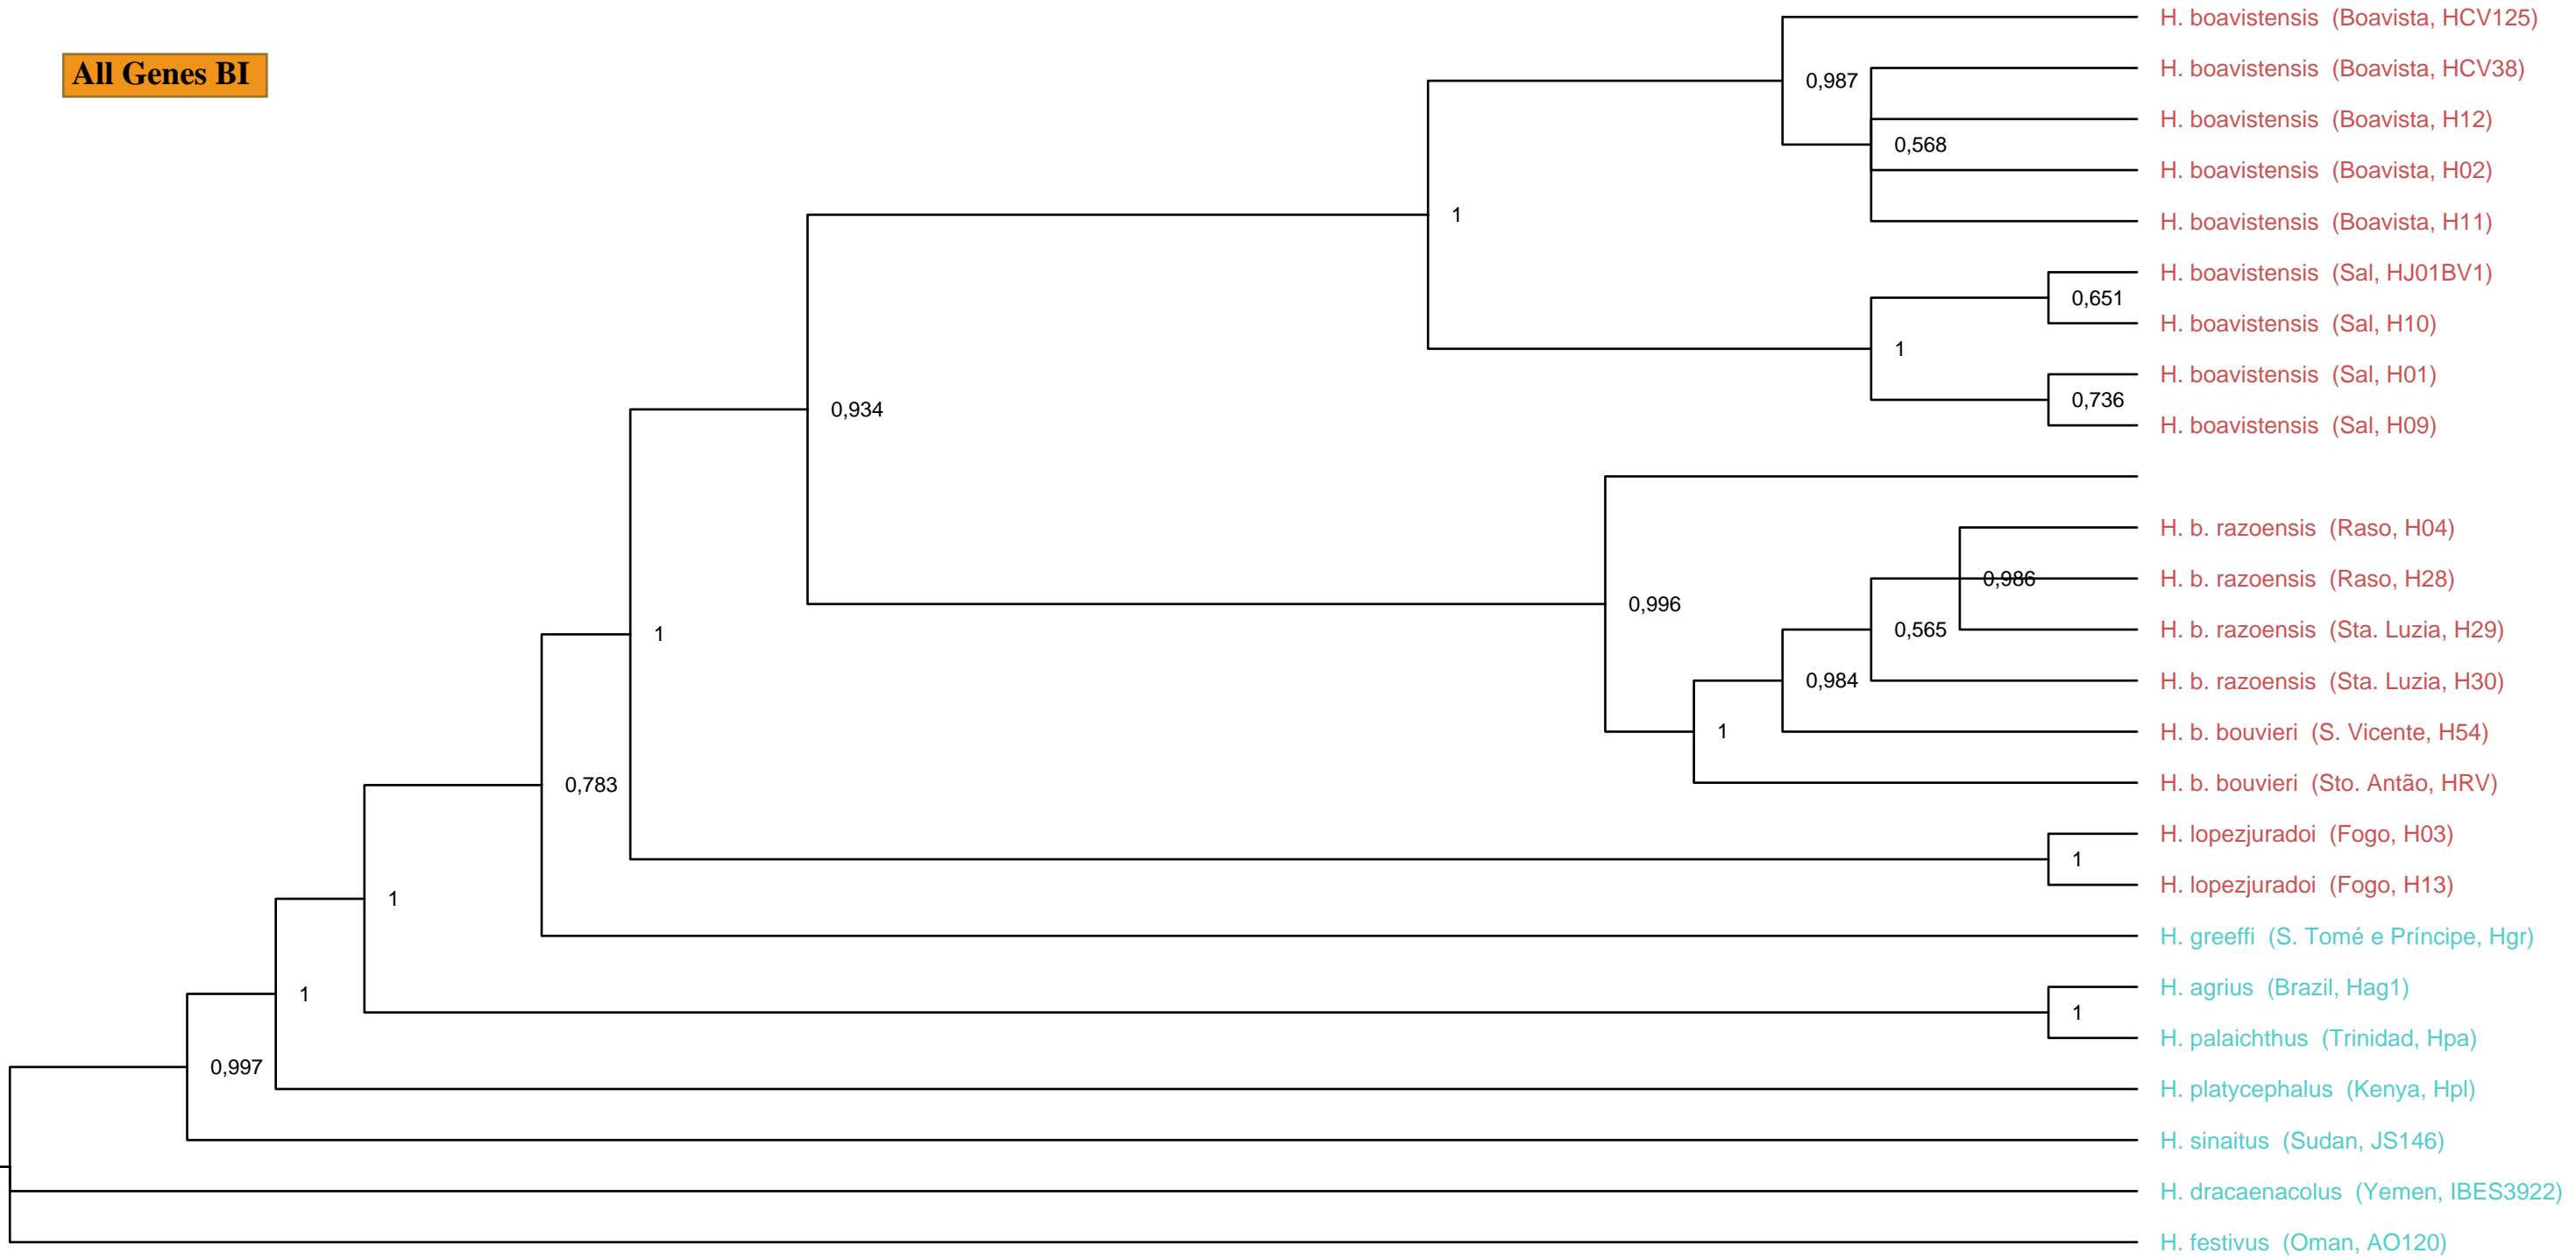 All Genes BI
H. boavistensis (Boavista, HCV125)
H. boavistensis (Boavista, HCV38)
0,987
H. boavistensis (Boavista, H12)
0,568
H. boavistensis (Boavista, H02)
1
H. boavistensis (Boavista, H11)
H. boavistensis (Sal, HJ01BV1)
0,651
H. boavistensis (Sal, H10)
1
H. boavistensis (Sal, H01)
0,736
0,934
H. boavistensis (Sal, H09)
H. b. razoensis (Raso, H04)
0,986
H. b. razoensis (Raso, H28)
0,996
0,565
H. b. razoensis (Sta. Luzia, H29)
1
0,984
H. b. razoensis (Sta. Luzia, H30)
1
H. b. bouvieri (S. Vicente, H54)
0,783
H. b. bouvieri (Sto. Antão, HRV)
H. lopezjuradoi (Fogo, H03)
1
H. lopezjuradoi (Fogo, H13)
1
H. greeffi (S. Tomé e Príncipe, Hgr)
1
H. agrius (Brazil, Hag1)
1
H. palaichthus (Trinidad, Hpa)
0,997
H. platycephalus (Kenya, Hpl)
H. sinaitus (Sudan, JS146)
H. dracaenacolus (Yemen, IBES3922)
H. festivus (Oman, AO120)